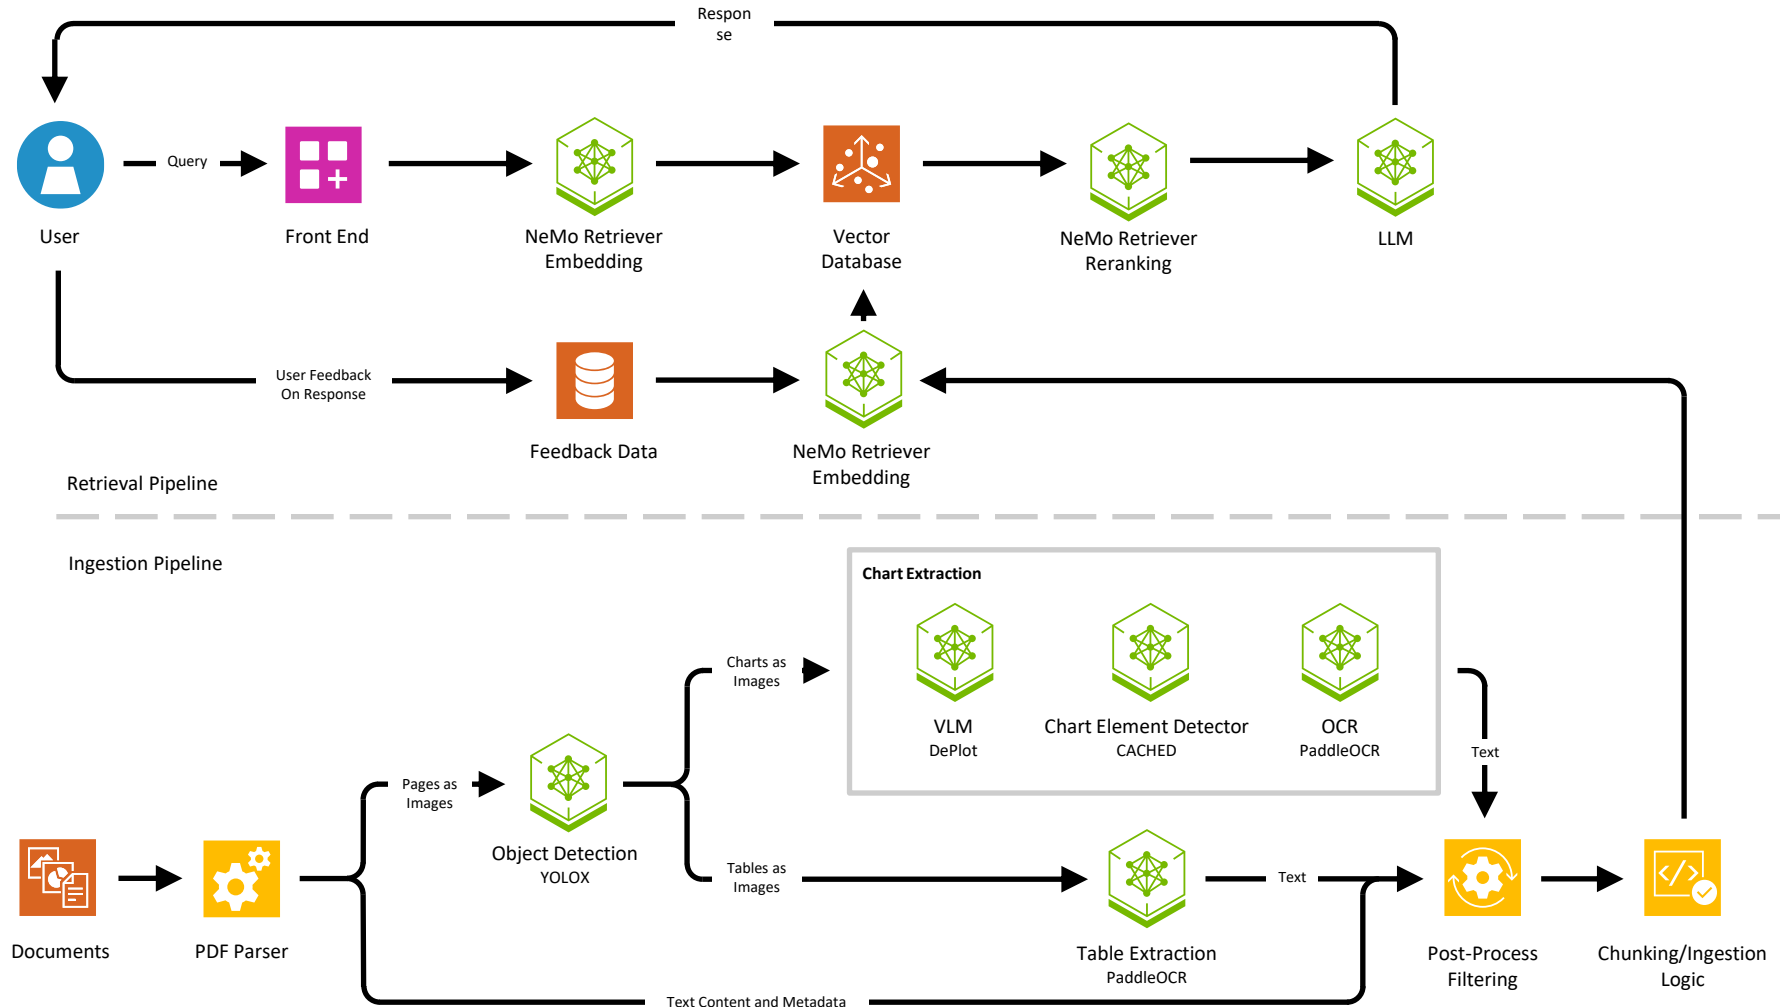 Respon
se
Query
User
Front End
NeMo Retriever
Embedding
Vector
Database
NeMo Retriever
Reranking
LLM
User Feedback
On Response
Feedback Data
NeMo Retriever
Embedding
Retrieval Pipeline
Ingestion Pipeline
Chart Extraction
VLM
DePlot
Chart Element Detector
CACHED
OCR
PaddleOCR
Charts as
Images
Text
Pages as
Images
Object Detection
YOLOX
Tables as
Images
Text
Documents
PDF Parser
Table Extraction
PaddleOCR
Post-Process
Filtering
Chunking/Ingestion
Logic
Text Content and Metadata